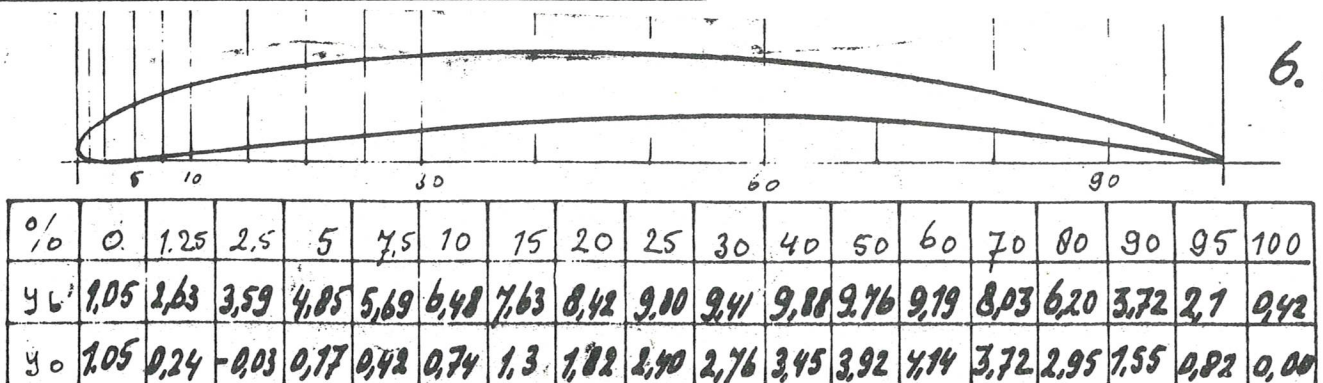 6.
5 10 30 60 90
% 0 1.25 2,5 5 7,5 10 15 20 25 30 40 50 60 70 80 90 95 100
yb 1,05 2,63 3,59 4,85 5,69 6,48 7,63 8,42 9,00 9,41 9,88 9,76 9,19 8,03 6,20 3,72 2,1 0,42
yo 1.05 0,24 -0,03 0,17 0,42 0,74 1.3 1,82 2,40 2,76 3,45 3,92 4,14 3,72 2,95 1,55 0,82 0,00